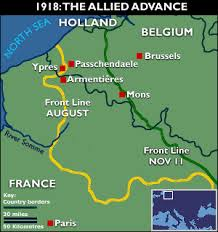 1918: THE ALLIED ADVANCE
NORTH SEA
HOLLAND
BELGIUM
Brussels
Passchendaele
Ypres
Armentières
Mons
Front Line
AUGUST
Front Line
NOV 11
River Somme
FRANCE
Key:
Country borders
30 miles
50 Kilometres
Paris